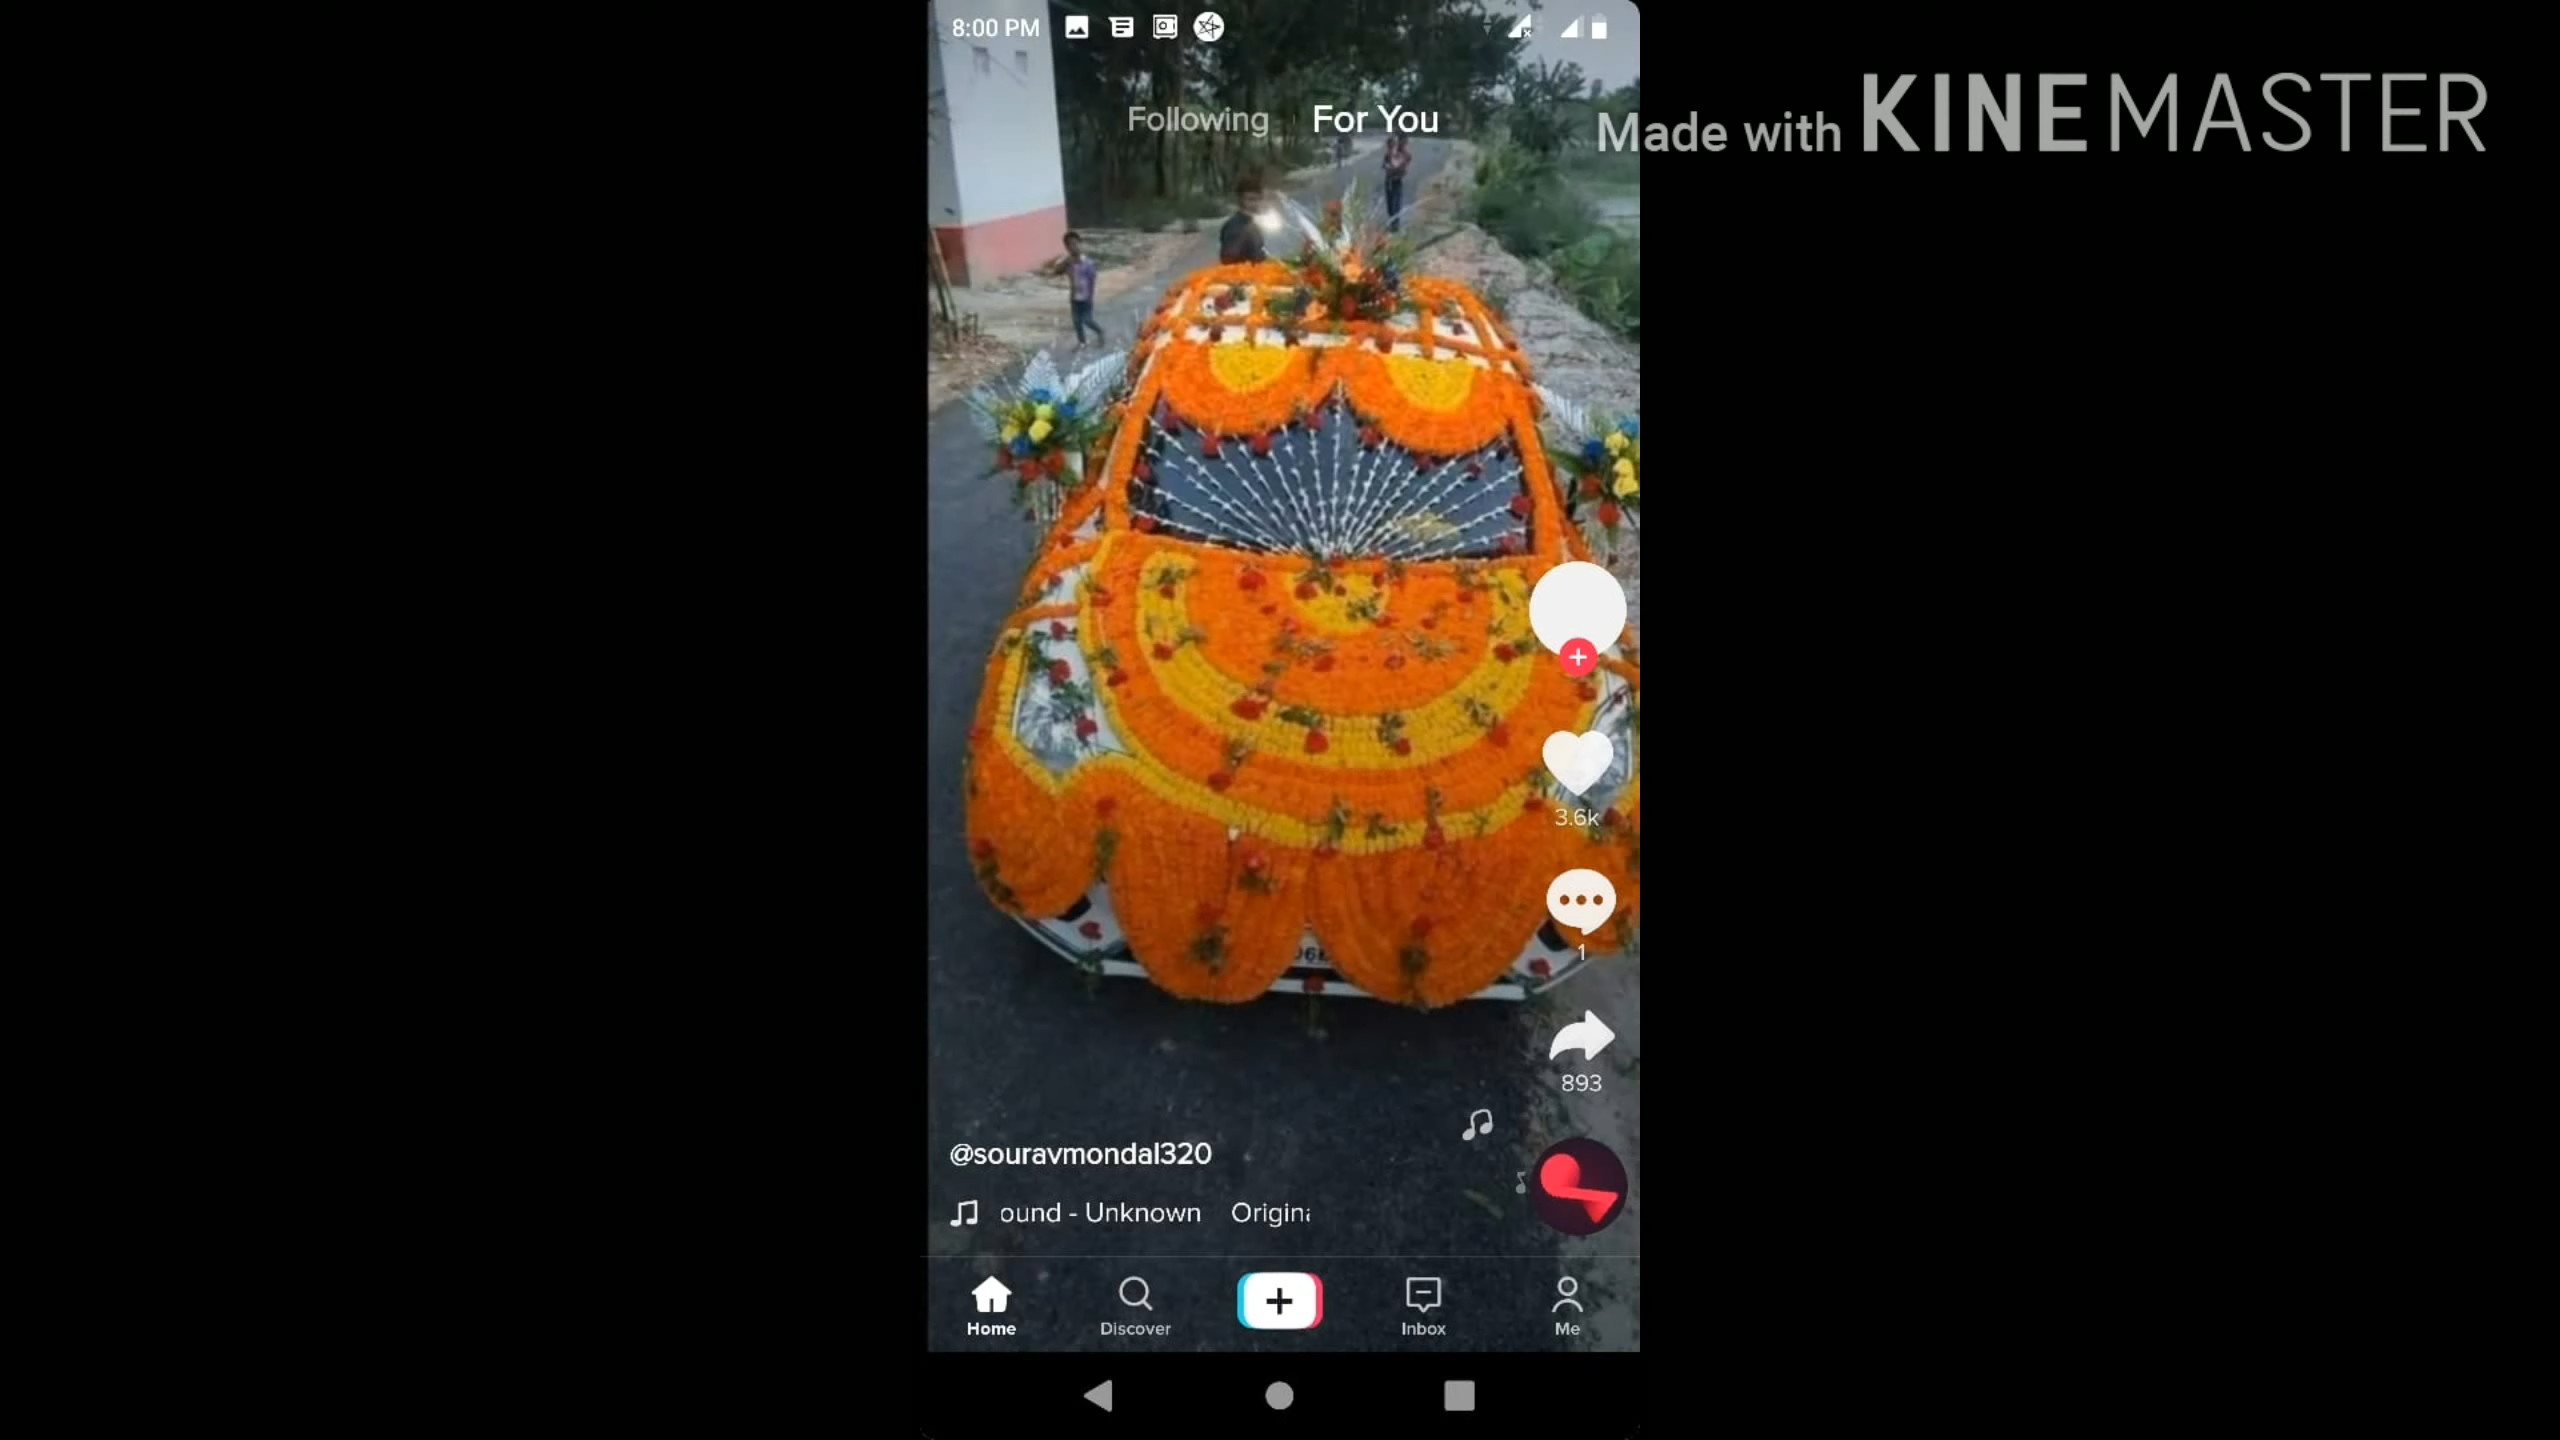 8:00 PM
Following For You
Made with KINEMASTER
3.6k
1
893
@souravmondal320
ound - Unknown Origina
Home Discover Inbox Me